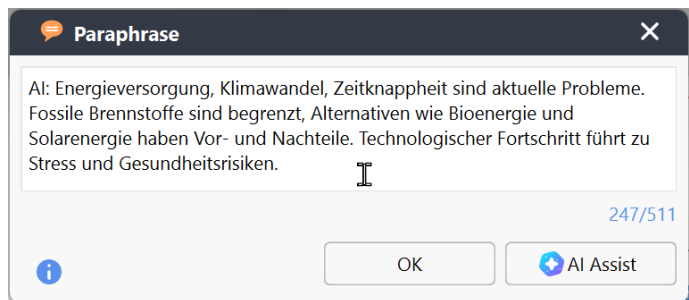 Paraphrase
AI: Energieversorgung, Klimawandel, Zeitknappheit sind aktuelle Probleme.
Fossile Brennstoffe sind begrenzt, Alternativen wie Bioenergie und
Solarenergie haben Vor- und Nachteile. Technologischer Fortschritt führt zu
Stress und Gesundheitsrisiken.
247/511
OK
AI Assist